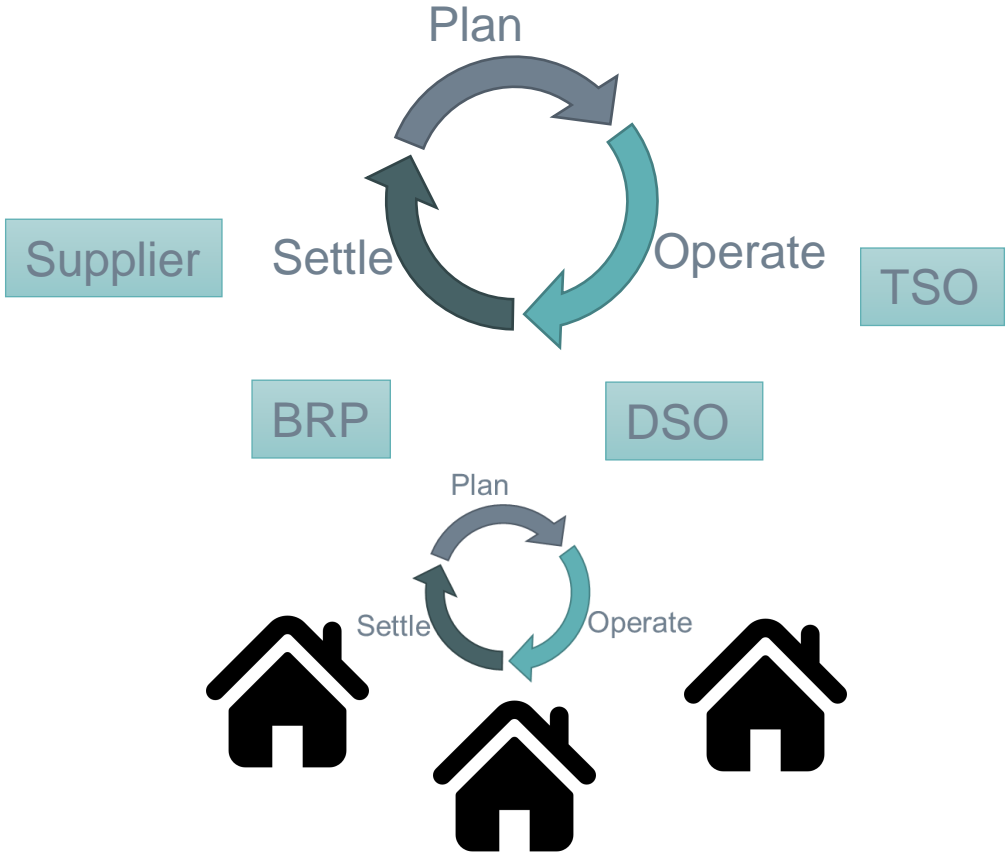 Plan
Supplier
Settle
Operate
TSO
BRP
DSO
Plan
Settle
Operate